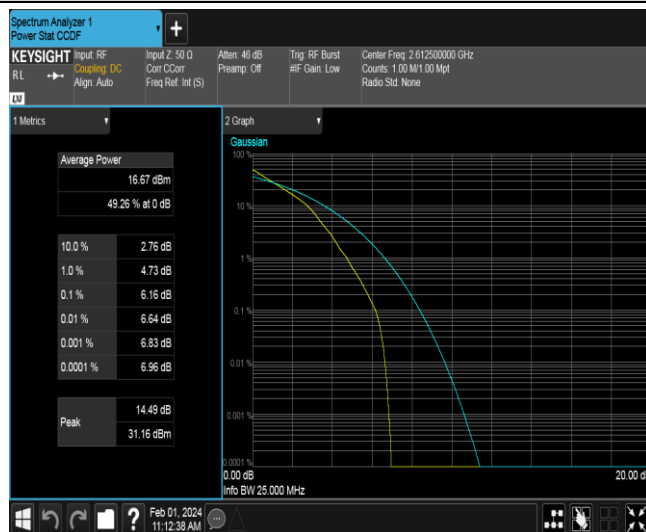 Spectrum Analyzer 1
Power Stat CCDF
+
KEYSIGHT
RL
LXI
Input: RF
Coupling: DC
Align: Auto
Input Z: 50 Ω
Corr CCorr
Freq Ref: Int (S)
Atten: 46 dB
Preamp: Off
Trig: RF Burst
#IF Gain: Low
Center Freq: 2.612500000 GHz
Counts: 1.00 M/1.00 Mpt
Radio Std: None
1 Metrics
Average Power
16.67 dBm
49.26 % at 0 dB
10.0 % 2.76 dB
1.0 % 4.73 dB
0.1 % 6.16 dB
0.01 % 6.64 dB
0.001 % 6.83 dB
0.0001 % 6.96 dB
Peak
14.49 dB
31.16 dBm
2 Graph
Gaussian
100 %
10 %
1 %
0.1 %
0.01 %
0.001 %
0.0001 %
0.00 dB
20.00 d
Info BW 25.000 MHz
?
Feb 01, 2024
11:12:38 AM